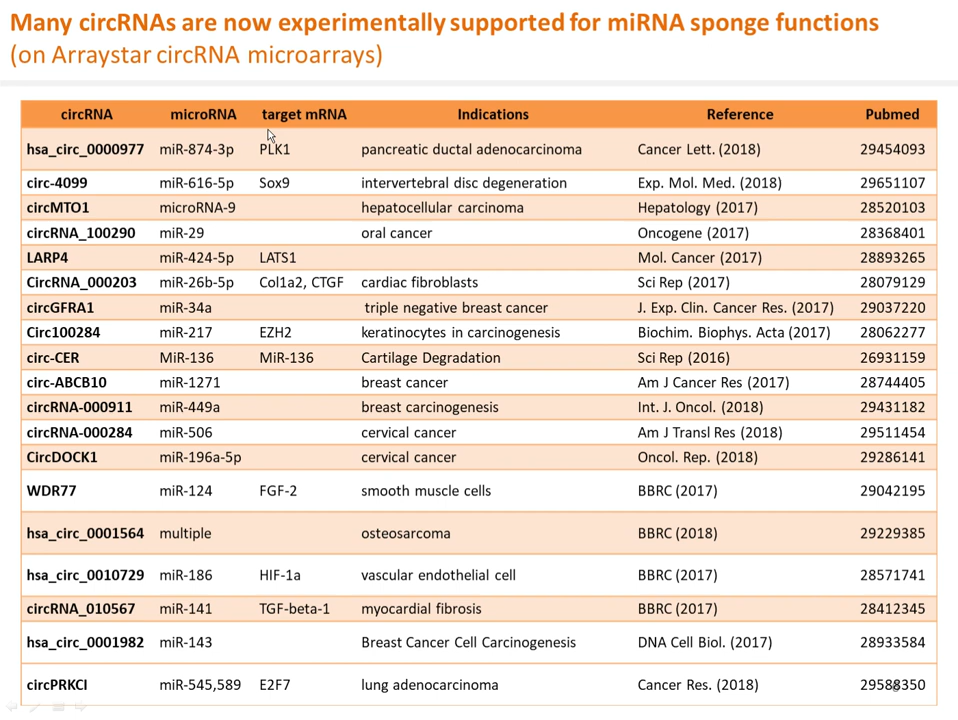 Many circRNAs are now experimentally supported for miRNA sponge functions
(on Arraystar circRNA microarrays)
circRNA microRNA target mRNA Indications Reference Pubmed
hsa_circ_0000977 miR-874-3p PLK1 pancreatic ductal adenocarcinoma Cancer Lett. (2018) 29454093
circ-4099 miR-616-5p Sox9 intervertebral disc degeneration Exp. Mol. Med. (2018) 29651107
circMTO1 microRNA-9 hepatocellular carcinoma Hepatology (2017) 28520103
circRNA_100290 miR-29 oral cancer Oncogene (2017) 28368401
LARP4 miR-424-5p LATS1 Mol. Cancer (2017) 28893265
CircRNA_000203 miR-26b-5p Col1a2, CTGF cardiac fibroblasts Sci Rep (2017) 28079129
circGFRA1 miR-34a triple negative breast cancer J. Exp. Clin. Cancer Res. (2017) 29037220
Circ100284 miR-217 EZH2 keratinocytes in carcinogenesis Biochim. Biophys. Acta (2017) 28062277
circ-CER MiR-136 MiR-136 Cartilage Degradation Sci Rep (2016) 26931159
circ-ABCB10 miR-1271 breast cancer Am J Cancer Res (2017) 28744405
circRNA-000911 miR-449a breast carcinogenesis Int. J. Oncol. (2018) 29431182
circRNA-000284 miR-506 cervical cancer Am J Transl Res (2018) 29511454
CircDOCK1 miR-196a-5p cervical cancer Oncol. Rep. (2018) 29286141
WDR77 miR-124 FGF-2 smooth muscle cells BBRC (2017) 29042195
hsa_circ_0001564 multiple osteosarcoma BBRC (2018) 29229385
hsa_circ_0010729 miR-186 HIF-1a vascular endothelial cell BBRC (2017) 28571741
circRNA_010567 miR-141 TGF-beta-1 myocardial fibrosis BBRC (2017) 28412345
hsa_circ_0001982 miR-143 Breast Cancer Cell Carcinogenesis DNA Cell Biol. (2017) 28933584
circPRKCI miR-545,589 E2F7 lung adenocarcinoma Cancer Res. (2018)